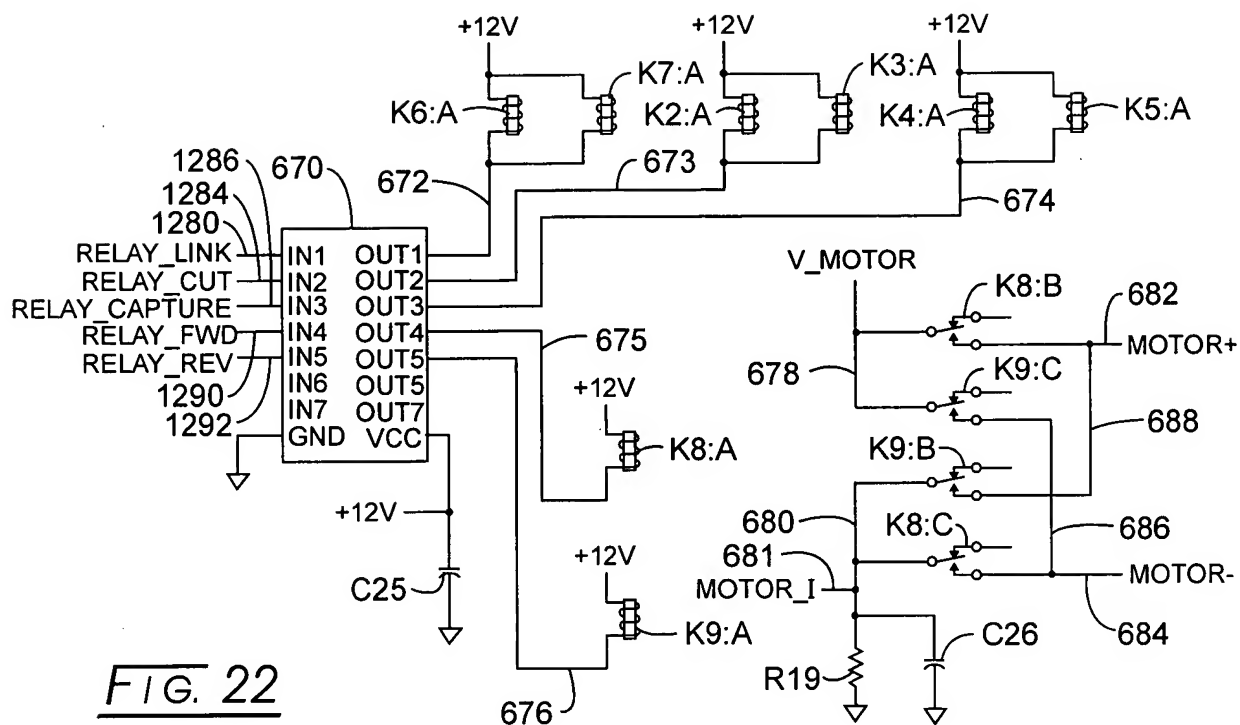 +12V +12V +12V
K7:A K3:A
K6:A K2:A K4:A K5:A
1286 670 672 673 674
1284
1280
RELAY_LINK IN1 OUT1
RELAY_CUT IN2 OUT2
RELAY_CAPTURE IN3 OUT3
RELAY_FWD IN4 OUT4
RELAY_REV IN5 OUT5
IN6 OUT5
IN7 OUT7
GND VCC
1290
1292
675
+12V
K8:A
+12V
C25
+12V
K9:A
676
V_MOTOR
K8:B 682
MOTOR+
678 K9:C
688
K9:B
680 K8:C 686
681
MOTOR_I MOTOR-
684
R19 C26
FIG. 22